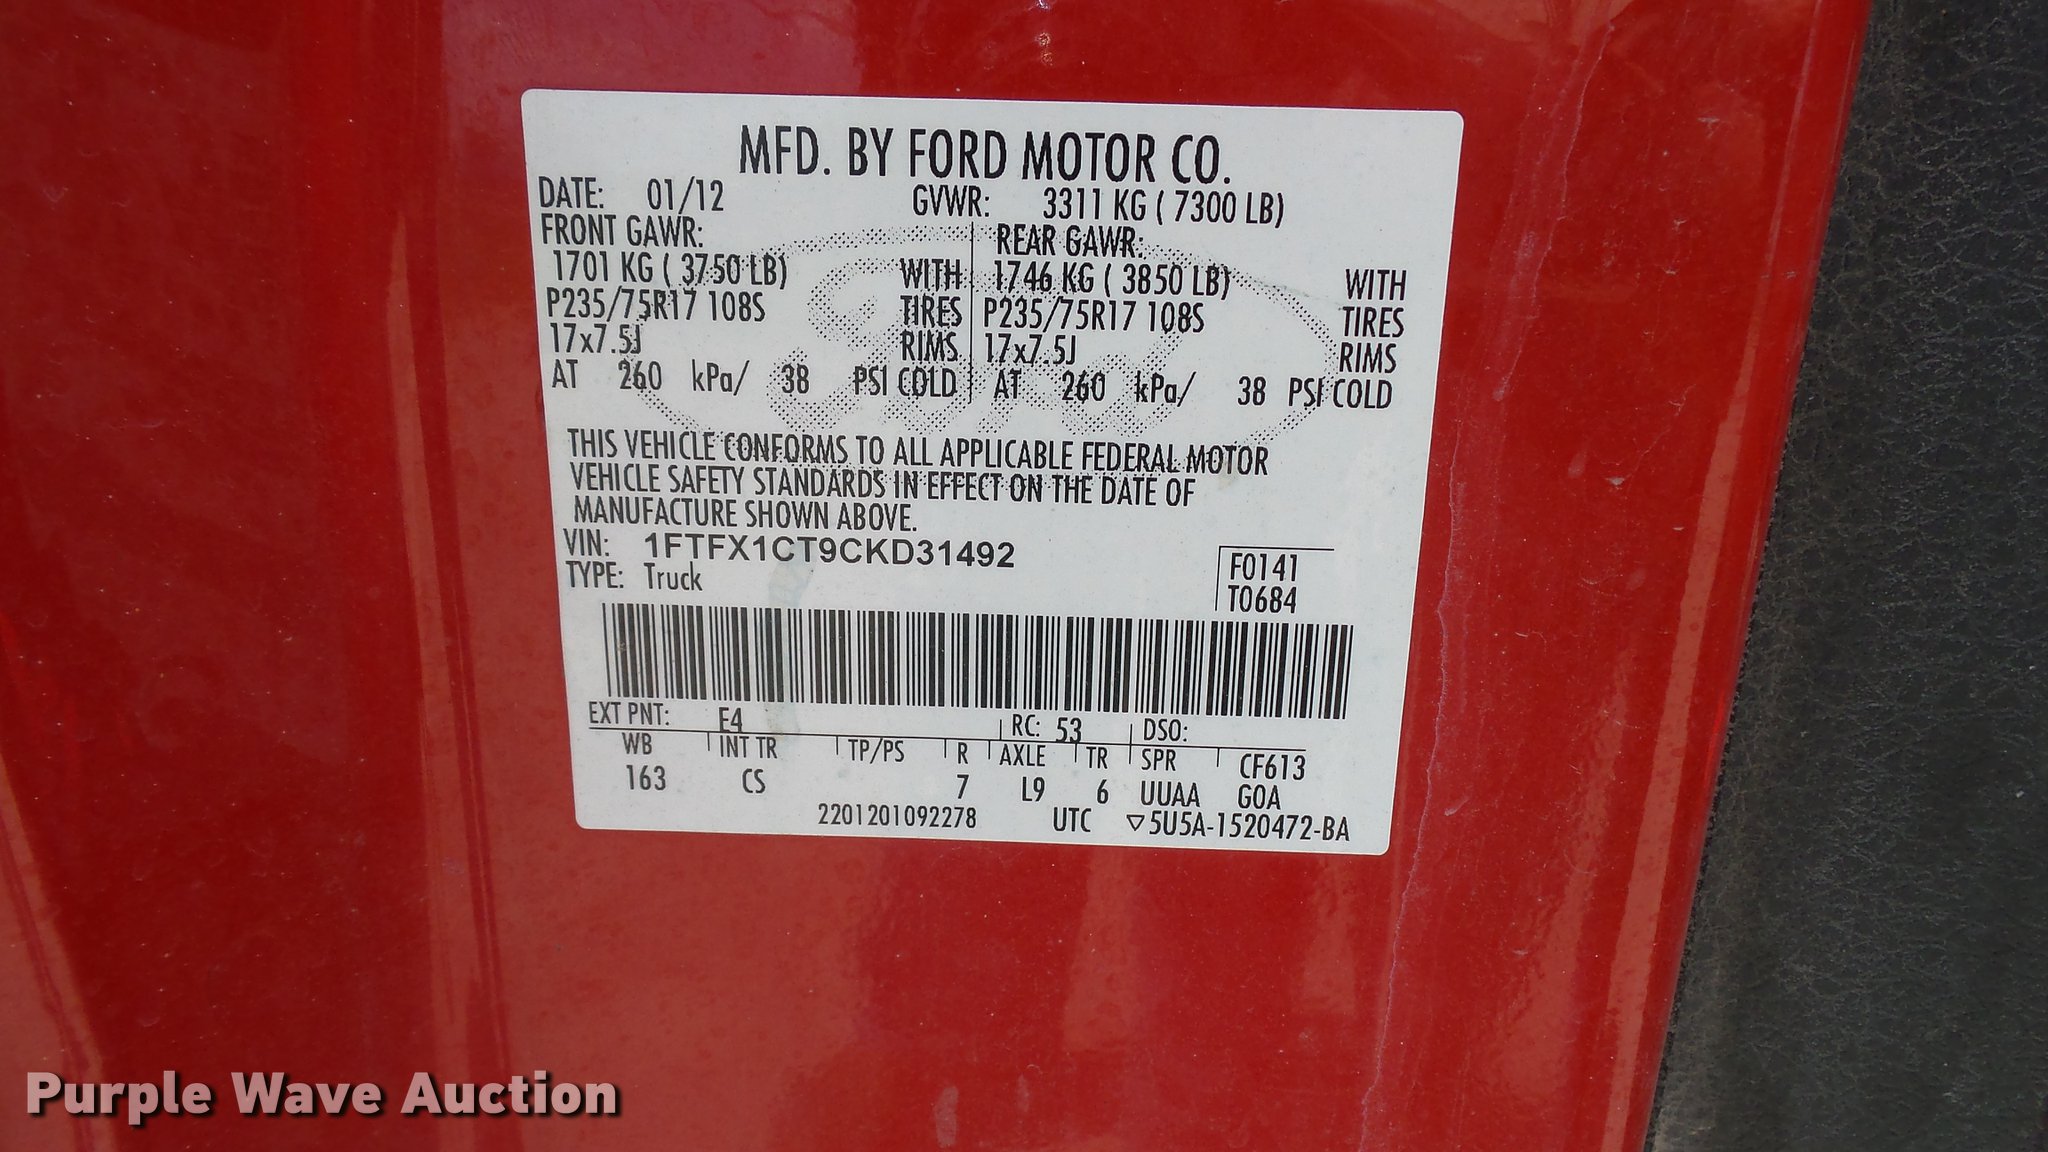 MFD. BY FORD MOTOR CO.
DATE: 01/12 GVWR: 3311 KG ( 7300 LB)
FRONT GAWR: REAR GAWR:
1701 KG ( 3750 LB) WITH 1746 KG ( 3850 LB) WITH
P235/75R17 108S TIRES P235/75R17 108S TIRES
17x7.5J RIMS 17x7.5J RIMS
AT 260 kPa/ 38 PSI COLD AT 260 kPa/ 38 PSI COLD
Ford
THIS VEHICLE CONFORMS TO ALL APPLICABLE FEDERAL MOTOR
VEHICLE SAFETY STANDARDS IN EFFECT ON THE DATE OF
MANUFACTURE SHOWN ABOVE.
VIN: 1FTFX1CT9CKD31492
TYPE: Truck
F0141
T0684
EXT PNT: E4 RC: 53 DSO:
WB INT TR TP/PS R AXLE TR SPR CF613
163 CS 7 L9 6 UUAA G0A
2201201092278 UTC ▽5U5A-1520472-BA
Purple Wave Auction